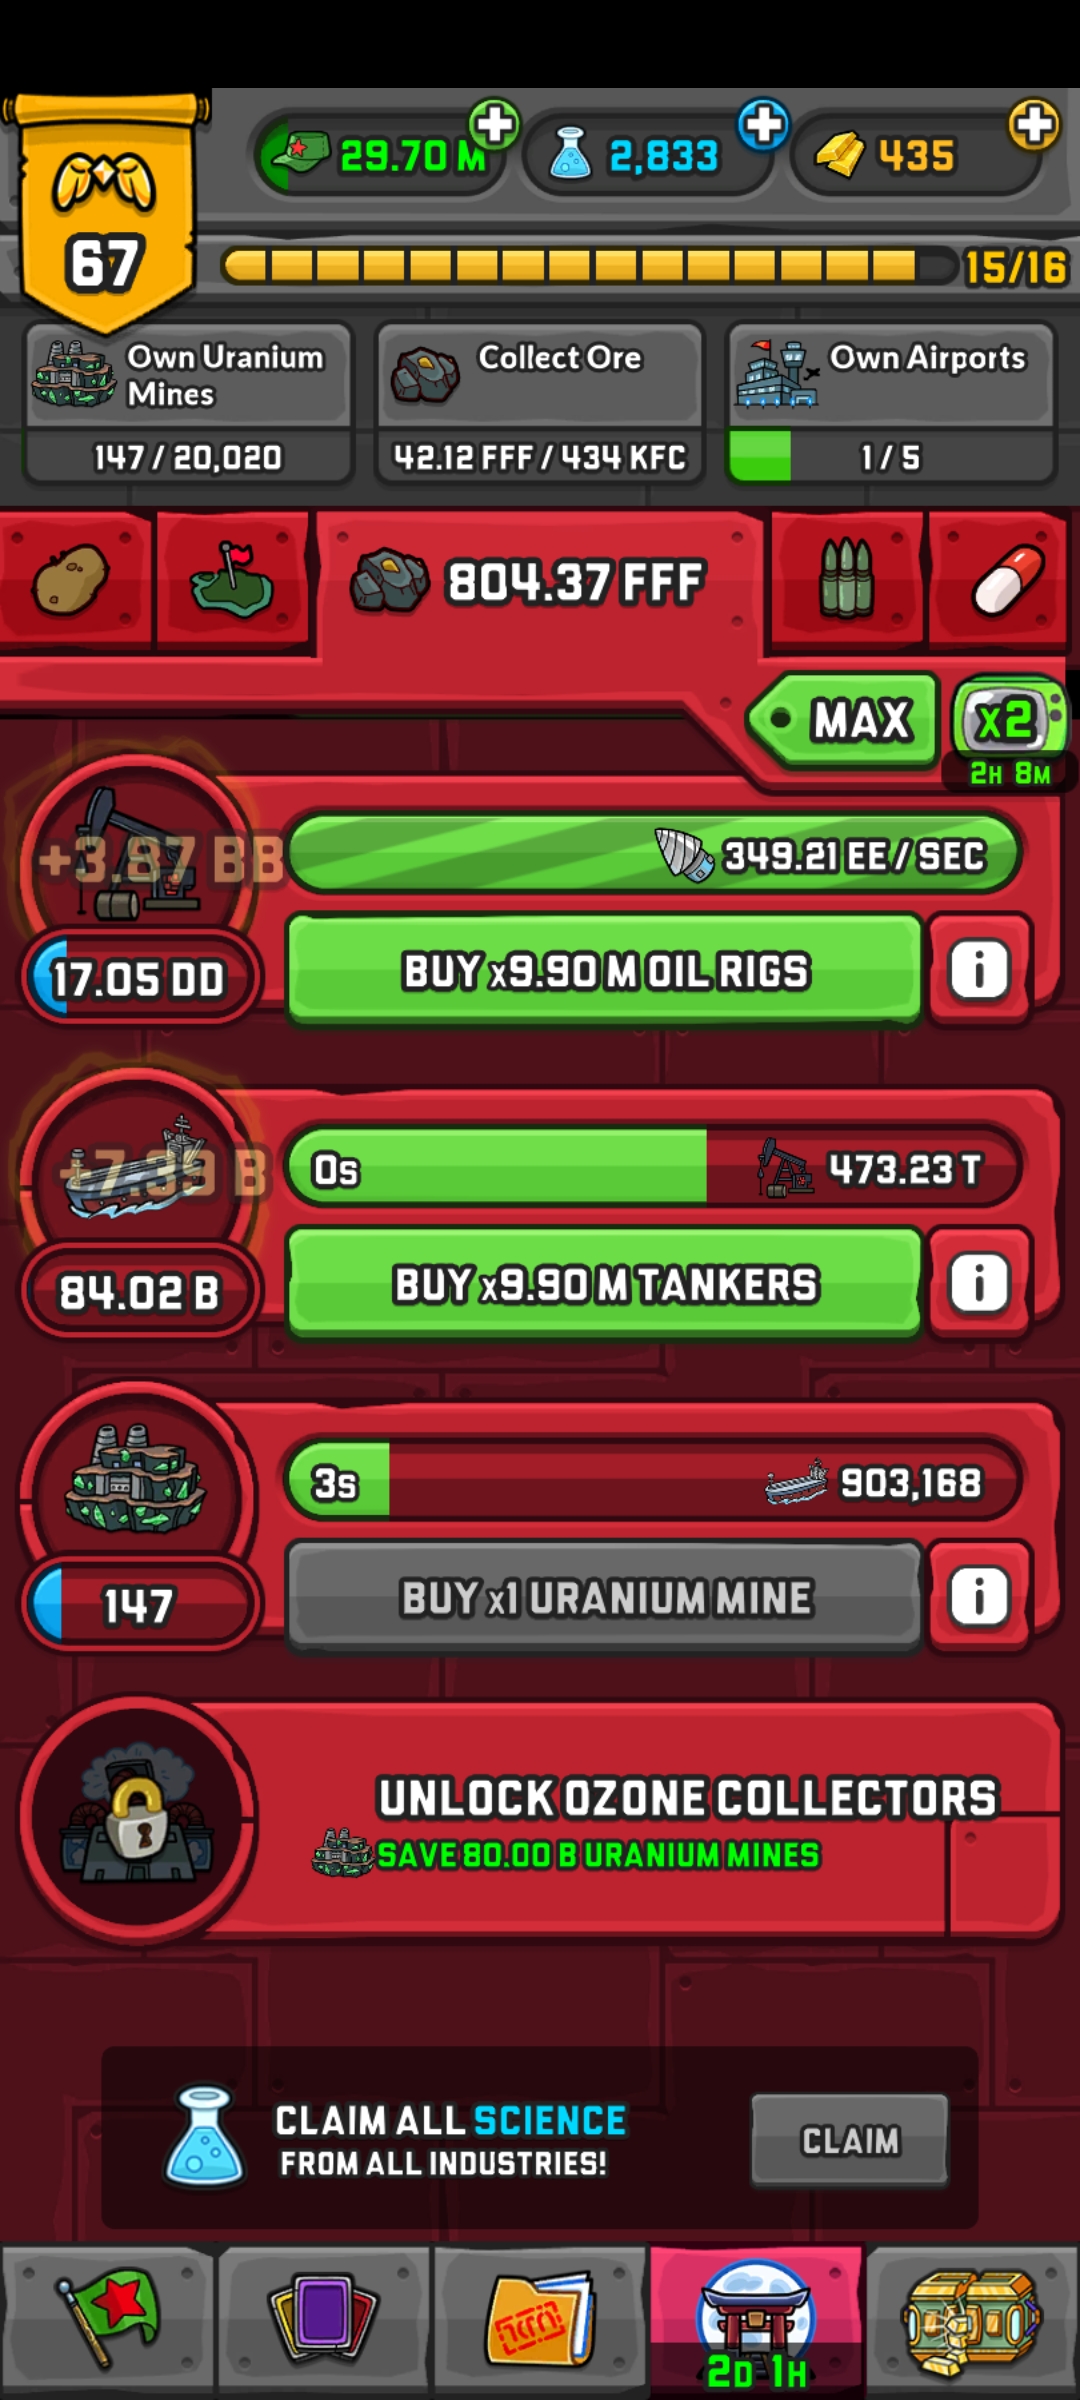 29.70 M
2,833
435
67
15/16
Own Uranium
Mines
147 / 20,020
Collect Ore
42.12 FFF / 434 KFC
Own Airports
1 / 5
804.37 FFF
MAX
x2
2H 8M
+3.87 BB
349.21 EE / SEC
17.05 DD
BUY x9.90 M OIL RIGS
i
0s
473.23 T
84.02 B
BUY x9.90 M TANKERS
i
3s
903,168
147
BUY x1 URANIUM MINE
i
UNLOCK OZONE COLLECTORS
SAVE 80.00 B URANIUM MINES
CLAIM ALL SCIENCE
FROM ALL INDUSTRIES!
CLAIM
2D 1H